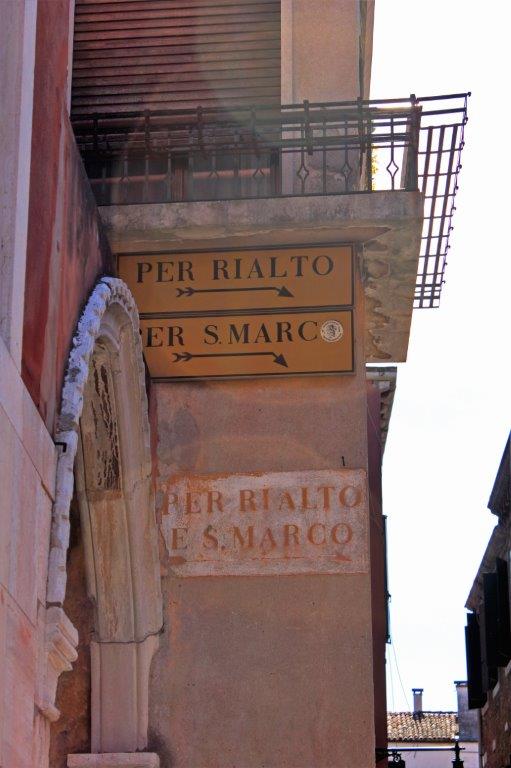 PER RIALTO
PER S. MARCO
PER RIALTO
E S. MARCO